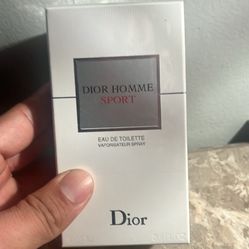 DIOR HOMME
SPORT
EAU DE TOILETTE
VAPORISATEUR SPRAY
Dior